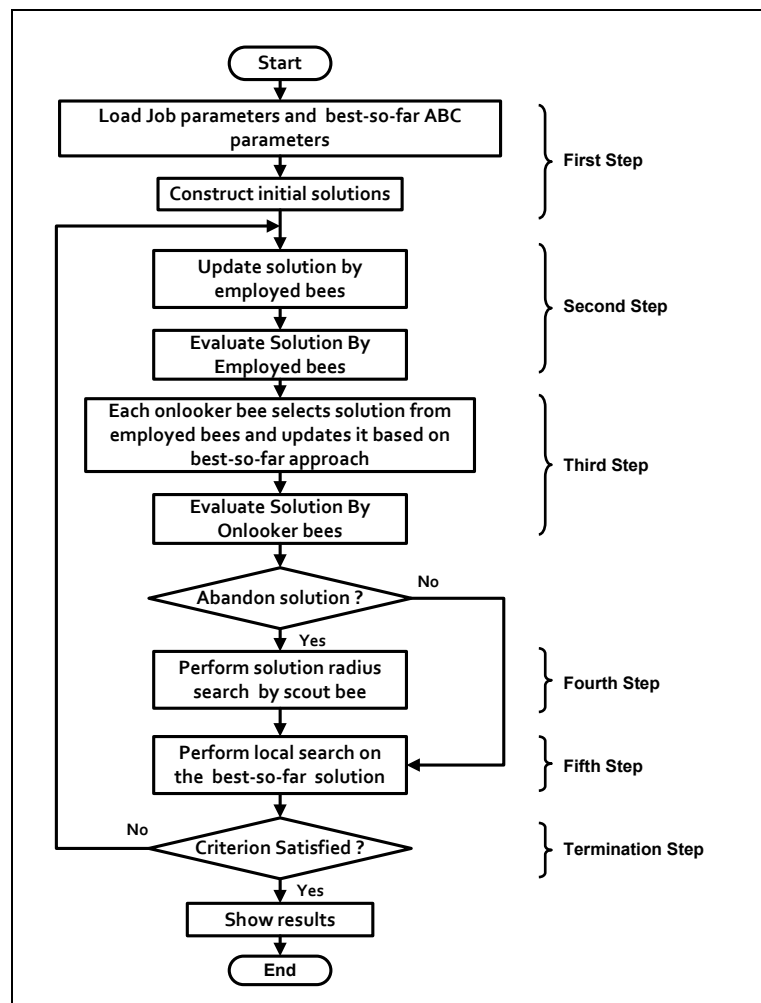 Start
Load Job parameters and best-so-far ABC
parameters
First Step
Construct initial solutions
Update solution by
employed bees
Second Step
Evaluate Solution By
Employed bees
Each onlooker bee selects solution from
employed bees and updates it based on
best-so-far approach
Third Step
Evaluate Solution By
Onlooker bees
Abandon solution ?
No
Yes
Perform solution radius
search by scout bee
Fourth Step
Perform local search on
the best-so-far solution
Fifth Step
No
Criterion Satisfied ?
Termination Step
Yes
Show results
End